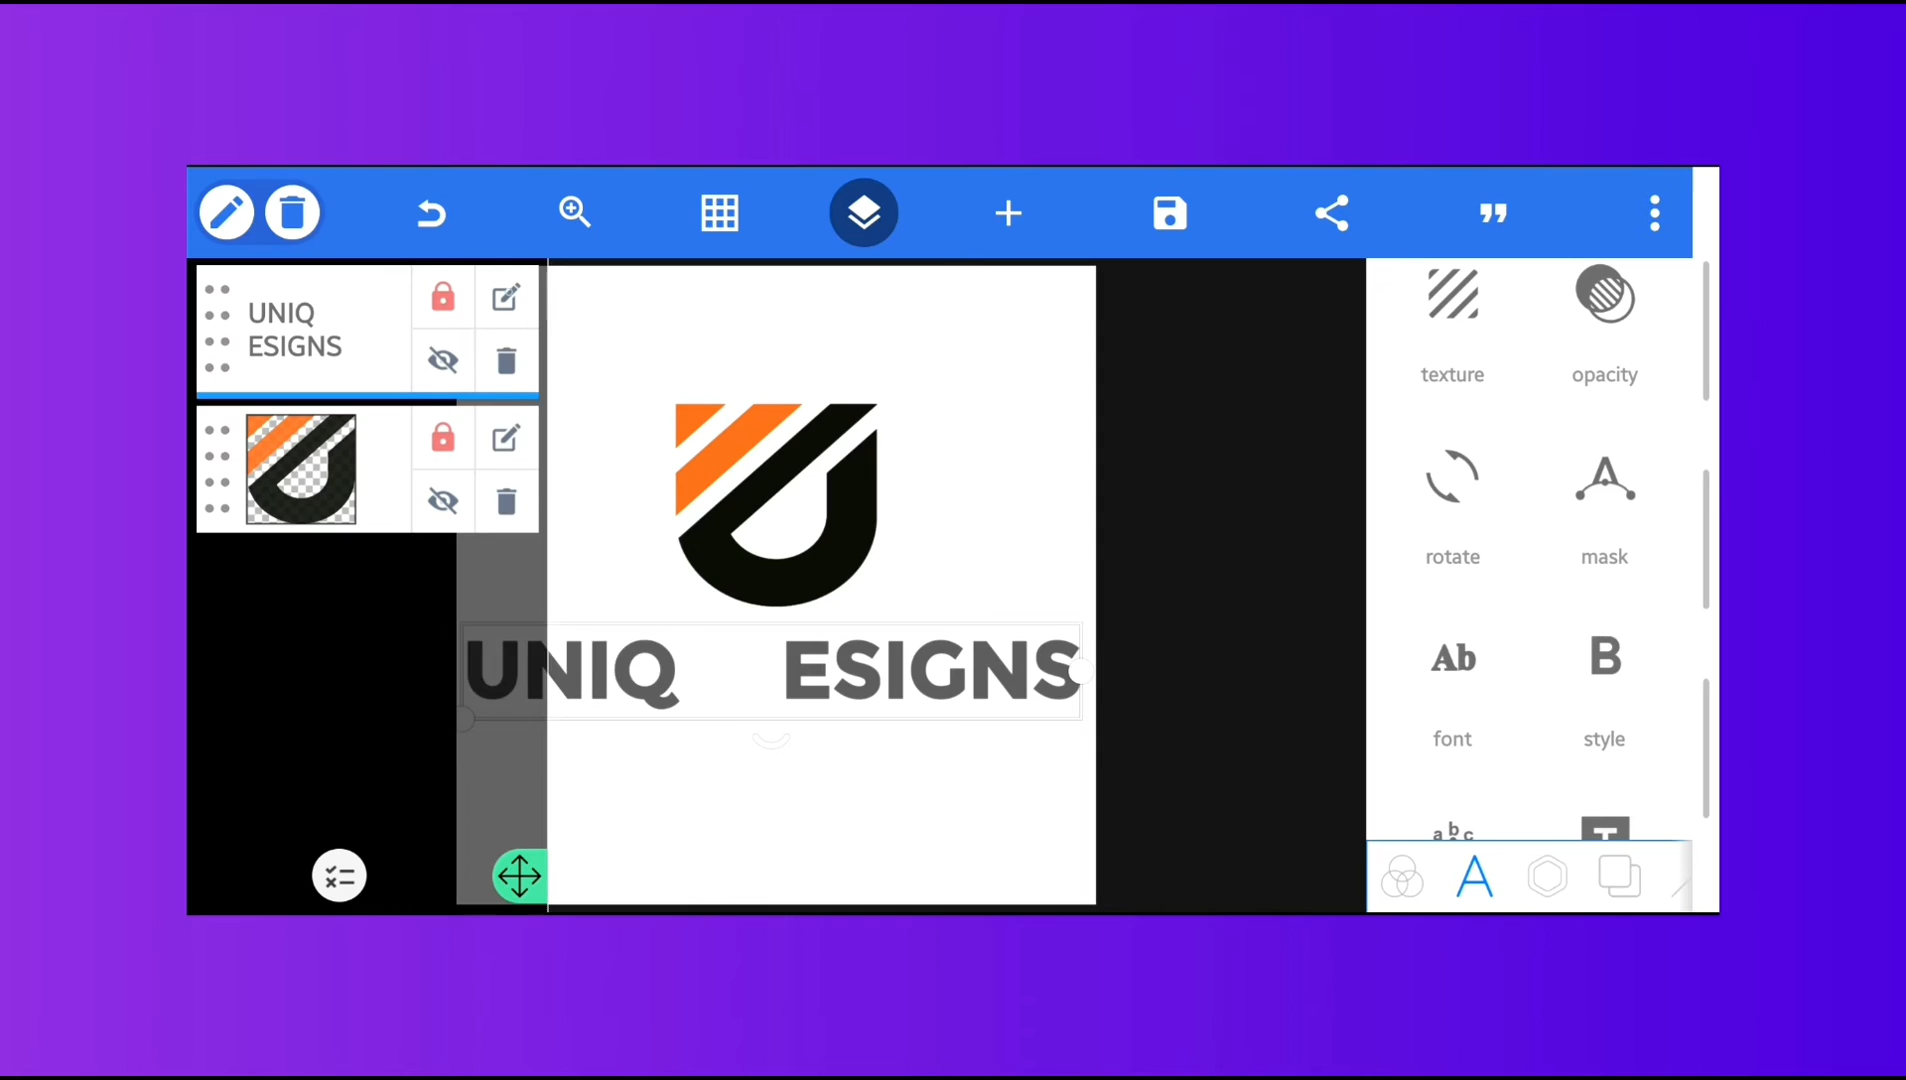 UNIQ
ESIGNS
UNIQ ESIGNS
texture
opacity
rotate
mask
Ab
B
font
style
abc
T
A